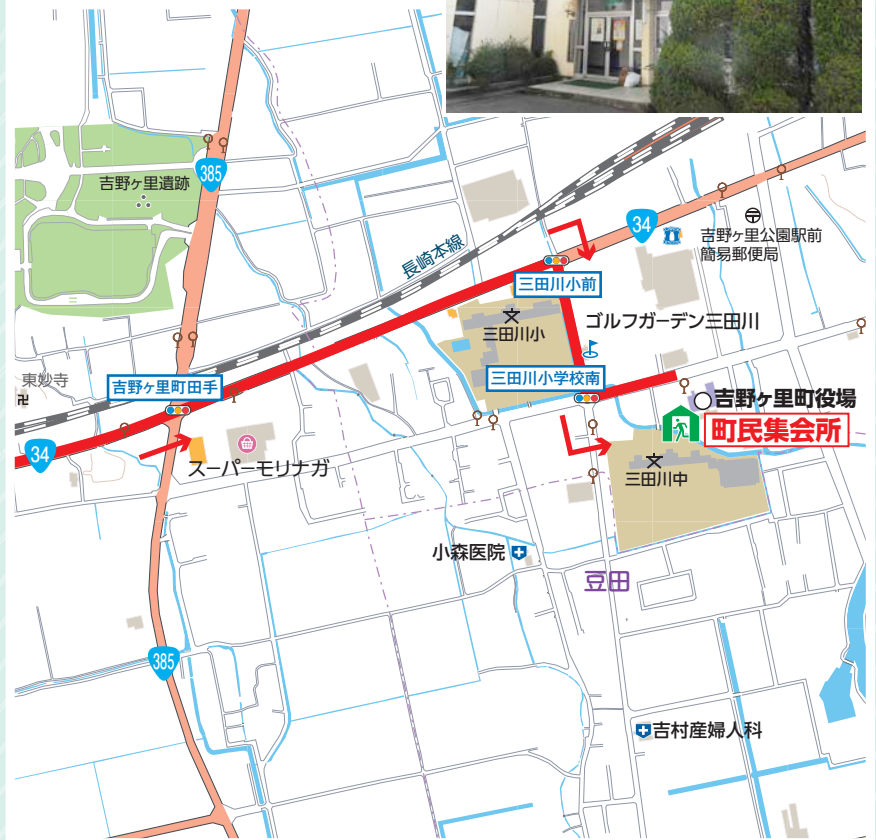 385
吉野ヶ里遺跡
34
吉野ヶ里公園駅前
簡易郵便局
長崎本線
三田川小前
三田川小
ゴルフガーデン三田川
東妙寺
吉野ヶ里町田手
三田川小学校南
吉野ヶ里町役場
町民集会所
34
スーパーモリナガ
三田川中
小森医院
豆田
385
吉村産婦人科